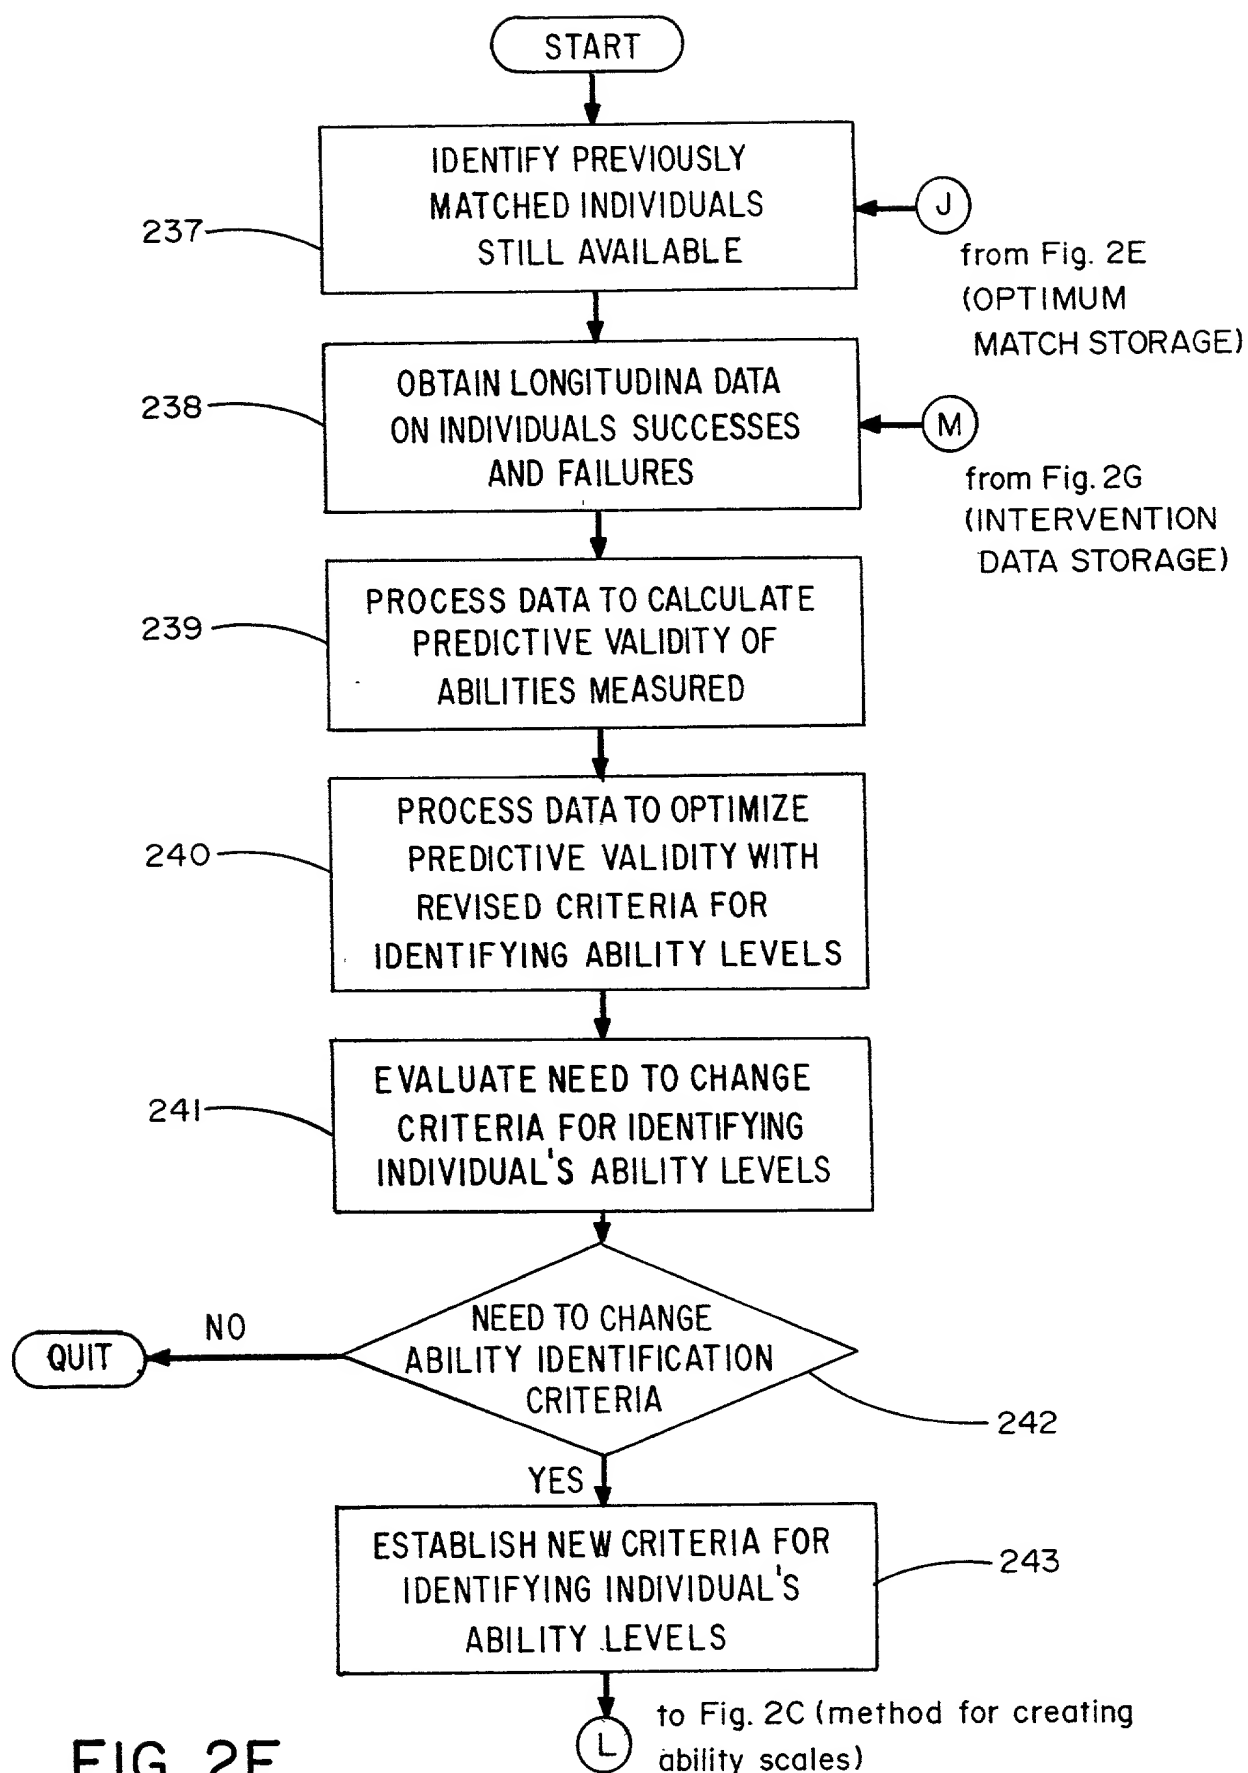 START
IDENTIFY PREVIOUSLY
MATCHED INDIVIDUALS
STILL AVAILABLE
237
J
from Fig. 2E
(OPTIMUM
MATCH STORAGE)
OBTAIN LONGITUDINA DATA
ON INDIVIDUALS SUCCESSES
AND FAILURES
238
M
from Fig. 2G
(INTERVENTION
DATA STORAGE)
PROCESS DATA TO CALCULATE
PREDICTIVE VALIDITY OF
ABILITIES MEASURED
239
PROCESS DATA TO OPTIMIZE
PREDICTIVE VALIDITY WITH
REVISED CRITERIA FOR
IDENTIFYING ABILITY LEVELS
240
EVALUATE NEED TO CHANGE
CRITERIA FOR IDENTIFYING
INDIVIDUAL'S ABILITY LEVELS
241
NEED TO CHANGE
ABILITY IDENTIFICATION
CRITERIA
242
NO
QUIT
YES
ESTABLISH NEW CRITERIA FOR
IDENTIFYING INDIVIDUAL'S
ABILITY LEVELS
243
L
to Fig. 2C (method for creating
ability scales)
FIG. 2F